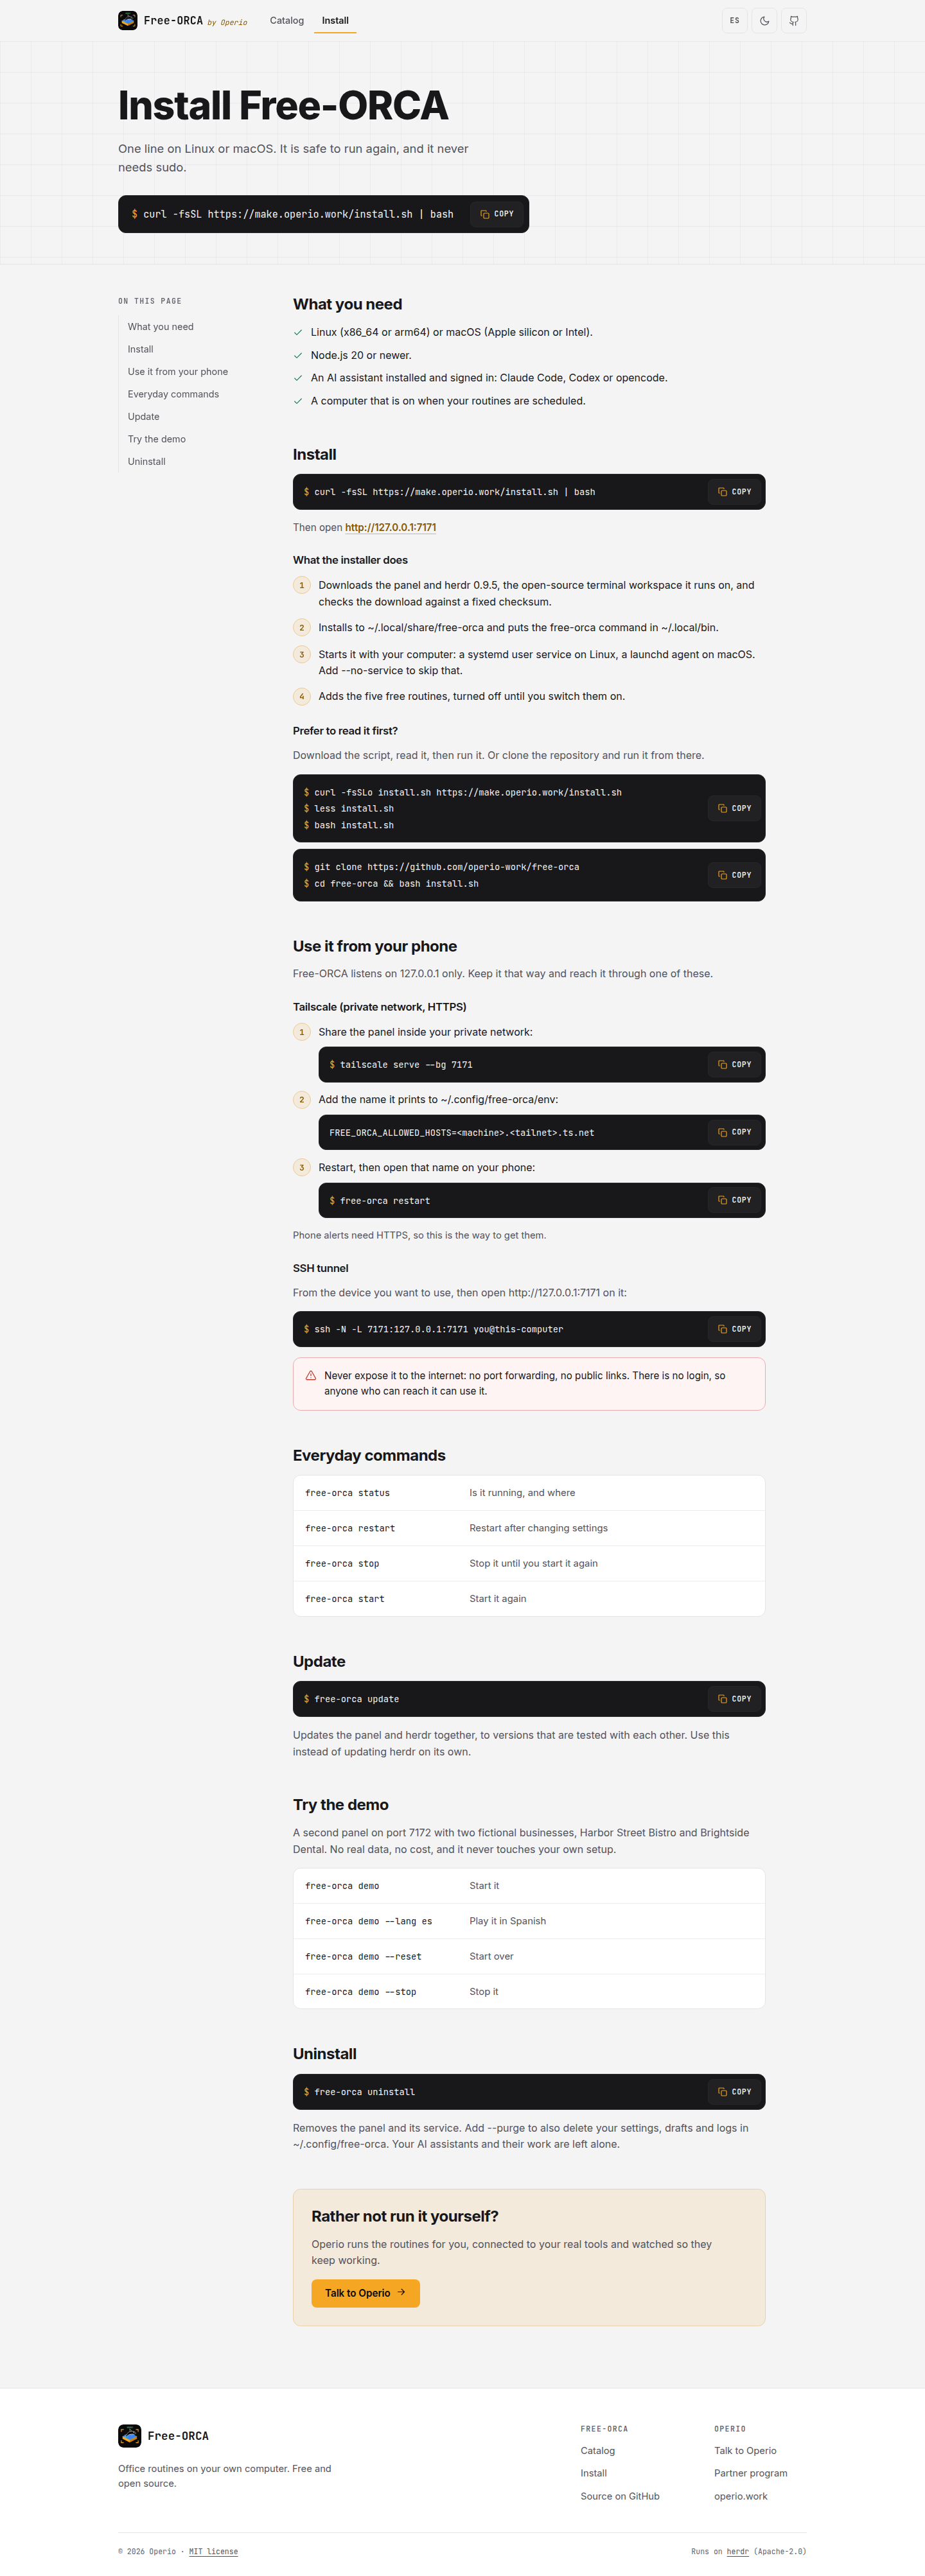 Free-ORCA by Operio
Catalog
Install
ES
Install Free-ORCA
One line on Linux or macOS. It is safe to run again, and it never
needs sudo.
$ curl -fsSL https://make.operio.work/install.sh | bash
COPY
ON THIS PAGE
What you need
Install
Use it from your phone
Everyday commands
Update
Try the demo
Uninstall
What you need
Linux (x86_64 or arm64) or macOS (Apple silicon or Intel).
Node.js 20 or newer.
An AI assistant installed and signed in: Claude Code, Codex or opencode.
A computer that is on when your routines are scheduled.
Install
$ curl -fsSL https://make.operio.work/install.sh | bash
COPY
Then open http://127.0.0.1:7171
What the installer does
1 Downloads the panel and herdr 0.9.5, the open-source terminal workspace it runs on, and
checks the download against a fixed checksum.
2 Installs to ~/.local/share/free-orca and puts the free-orca command in ~/.local/bin.
3 Starts it with your computer: a systemd user service on Linux, a launchd agent on macOS.
Add --no-service to skip that.
4 Adds the five free routines, turned off until you switch them on.
Prefer to read it first?
Download the script, read it, then run it. Or clone the repository and run it from there.
$ curl -fsSLo install.sh https://make.operio.work/install.sh
$ less install.sh
$ bash install.sh
COPY
$ git clone https://github.com/operio-work/free-orca
$ cd free-orca && bash install.sh
COPY
Use it from your phone
Free-ORCA listens on 127.0.0.1 only. Keep it that way and reach it through one of these.
Tailscale (private network, HTTPS)
1 Share the panel inside your private network:
$ tailscale serve --bg 7171
COPY
2 Add the name it prints to ~/.config/free-orca/env:
FREE_ORCA_ALLOWED_HOSTS=<machine>.<tailnet>.ts.net
COPY
3 Restart, then open that name on your phone:
$ free-orca restart
COPY
Phone alerts need HTTPS, so this is the way to get them.
SSH tunnel
From the device you want to use, then open http://127.0.0.1:7171 on it:
$ ssh -N -L 7171:127.0.0.1:7171 you@this-computer
COPY
Never expose it to the internet: no port forwarding, no public links. There is no login, so
anyone who can reach it can use it.
Everyday commands
free-orca status Is it running, and where
free-orca restart Restart after changing settings
free-orca stop Stop it until you start it again
free-orca start Start it again
Update
$ free-orca update
COPY
Updates the panel and herdr together, to versions that are tested with each other. Use this
instead of updating herdr on its own.
Try the demo
A second panel on port 7172 with two fictional businesses, Harbor Street Bistro and Brightside
Dental. No real data, no cost, and it never touches your own setup.
free-orca demo Start it
free-orca demo --lang es Play it in Spanish
free-orca demo --reset Start over
free-orca demo --stop Stop it
Uninstall
$ free-orca uninstall
COPY
Removes the panel and its service. Add --purge to also delete your settings, drafts and logs in
~/.config/free-orca. Your AI assistants and their work are left alone.
Rather not run it yourself?
Operio runs the routines for you, connected to your real tools and watched so they
keep working.
Talk to Operio →
Free-ORCA
Office routines on your own computer. Free and
open source.
FREE-ORCA
Catalog
Install
Source on GitHub
OPERIO
Talk to Operio
Partner program
operio.work
© 2026 Operio · MIT license
Runs on herdr (Apache-2.0)